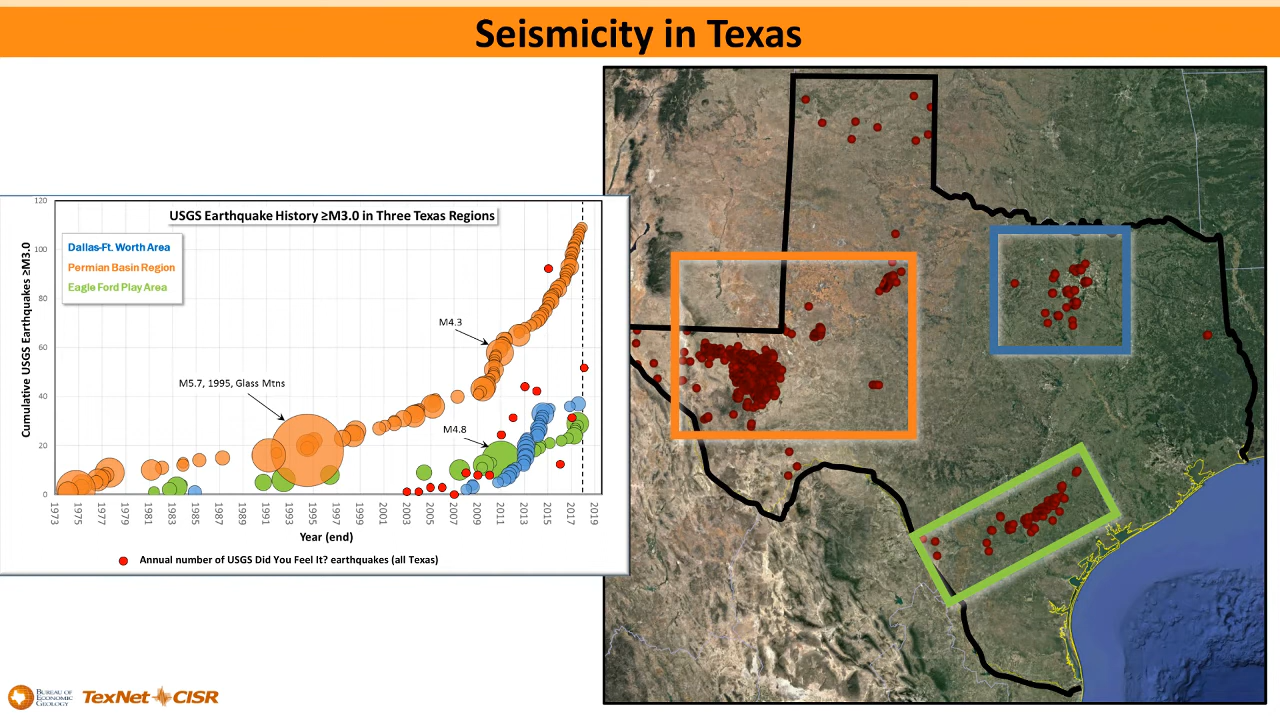 Seismicity in Texas
USGS Earthquake History ≥M3.0 in Three Texas Regions
Dallas-Ft. Worth Area
Permian Basin Region
Eagle Ford Play Area
Cumulative USGS Earthquakes ≥M3.0
120
100
80
60
40
20
0
M4.3
M5.7, 1995, Glass Mtns
M4.8
1973 1975 1977 1979 1981 1983 1985 1987 1989 1991 1993 1995 1997 1999 2001 2003 2005 2007 2009 2011 2013 2015 2017 2019
Year (end)
Annual number of USGS Did You Feel It? earthquakes (all Texas)
Bureau of
Economic
Geology
TexNet CISR